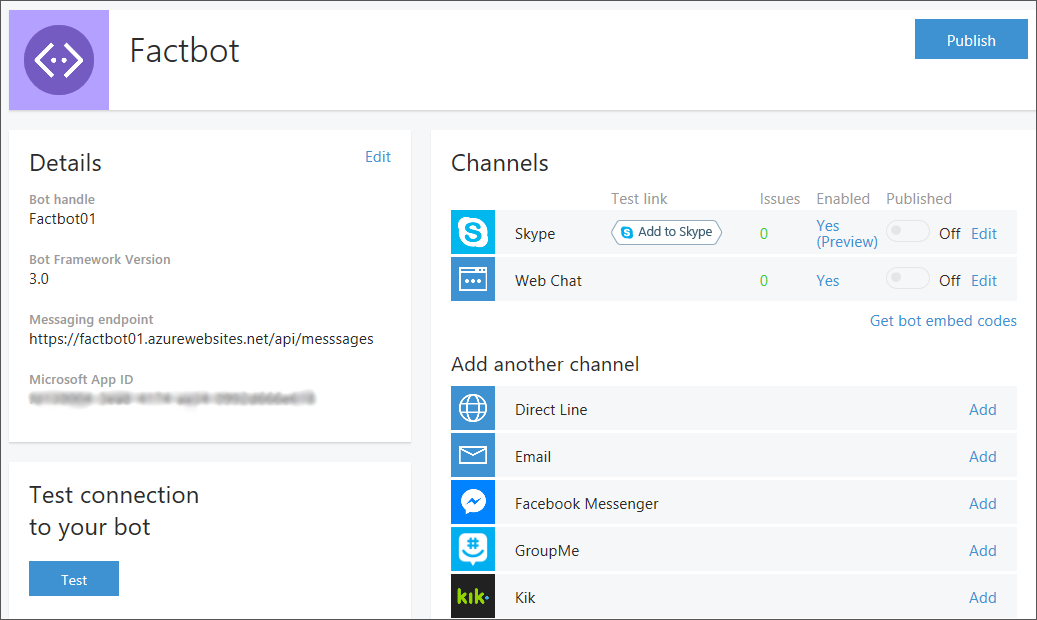 Factbot
Publish
Details
Edit
Bot handle
Factbot01
Bot Framework Version
3.0
Messaging endpoint
https://factbot01.azurewebsites.net/api/messsages
Microsoft App ID
Test connection
to your bot
Test
Channels
Test link Issues Enabled Published
Skype Add to Skype 0 Yes (Preview) Off Edit
Web Chat 0 Yes Off Edit
Get bot embed codes
Add another channel
Direct Line Add
Email Add
Facebook Messenger Add
GroupMe Add
kik Kik Add